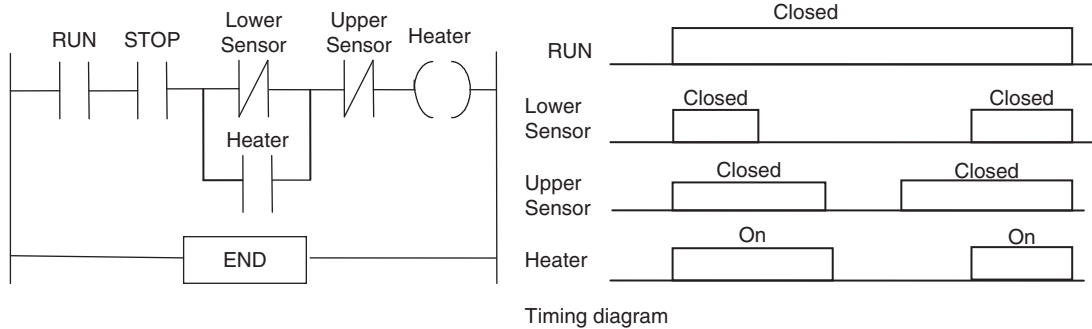 RUN
STOP
Lower
Sensor
Upper
Sensor
Heater
Heater
END
Closed
RUN
Closed
Closed
Lower
Sensor
Closed
Closed
Upper
Sensor
On
On
Heater
Timing diagram